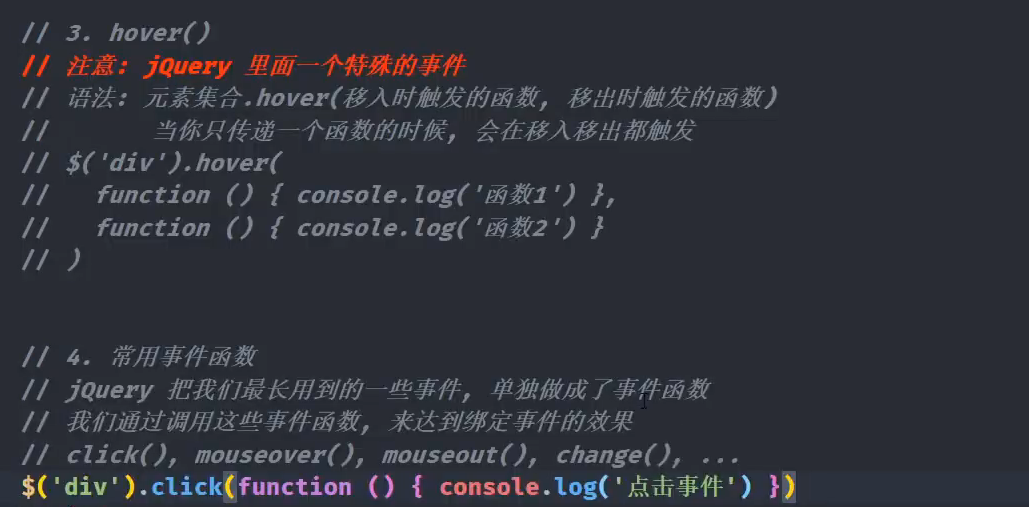 // 3. hover()
// 注意: jQuery 里面一个特殊的事件
// 语法: 元素集合.hover(移入时触发的函数, 移出时触发的函数)
//       当你只传递一个函数的时候, 会在移入移出都触发
// $('div').hover(
//   function () { console.log('函数1') },
//   function () { console.log('函数2') }
// )
// 4. 常用事件函数
// jQuery 把我们最长用到的一些事件, 单独做成了事件函数
// 我们通过调用这些事件函数, 来达到绑定事件的效果
// click(), mouseover(), mouseout(), change(), ...
$('div').click(function () { console.log('点击事件') })